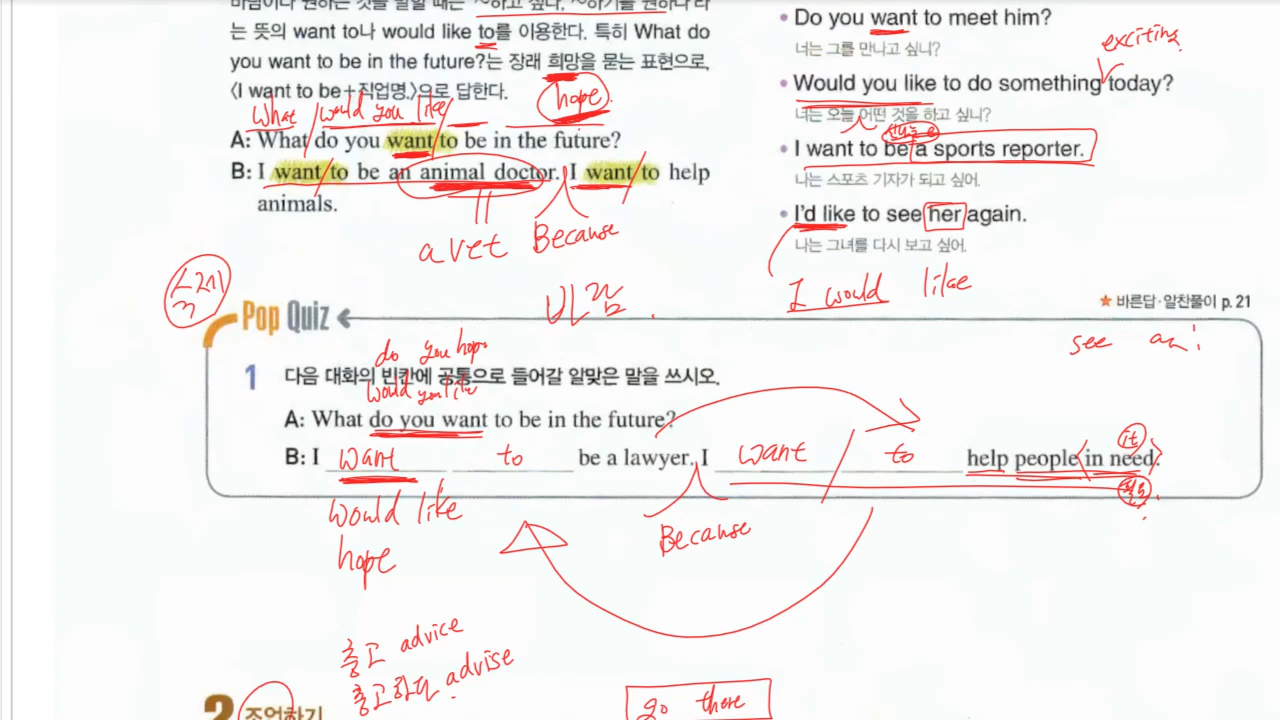 바람이나 원하는 것을 말할 때는 '~하고 싶다, ~하기를 원하다'라
는 뜻의 want to나 would like to를 이용한다. 특히 What do
you want to be in the future?는 장래 희망을 묻는 표현으로,
〈I want to be+직업명.〉으로 답한다.
hope.
What would you like
A: What do you want to be in the future?
B: I want to be an animal doctor. I want to help
animals.
a vet Because
바람.
• Do you want to meet him?
너는 그를 만나고 싶니?
exciting
• Would you like to do something today?
너는 오늘 어떤 것을 하고 싶니?
• I want to be a sports reporter.
나는 스포츠 기자가 되고 싶어.
• I'd like to see her again.
나는 그녀를 다시 보고 싶어.
I would like
Pop Quiz
★ 바른답·알찬풀이 p. 21
see
do you hope
1 다음 대화의 빈칸에 공통으로 들어갈 알맞은 말을 쓰시오.
would you like
A: What do you want to be in the future?
B: I want to be a lawyer. I want to help people in need.
it
필요
would like
Because
hope
충고 advice
충고하다 advise
2 조언하기
go there